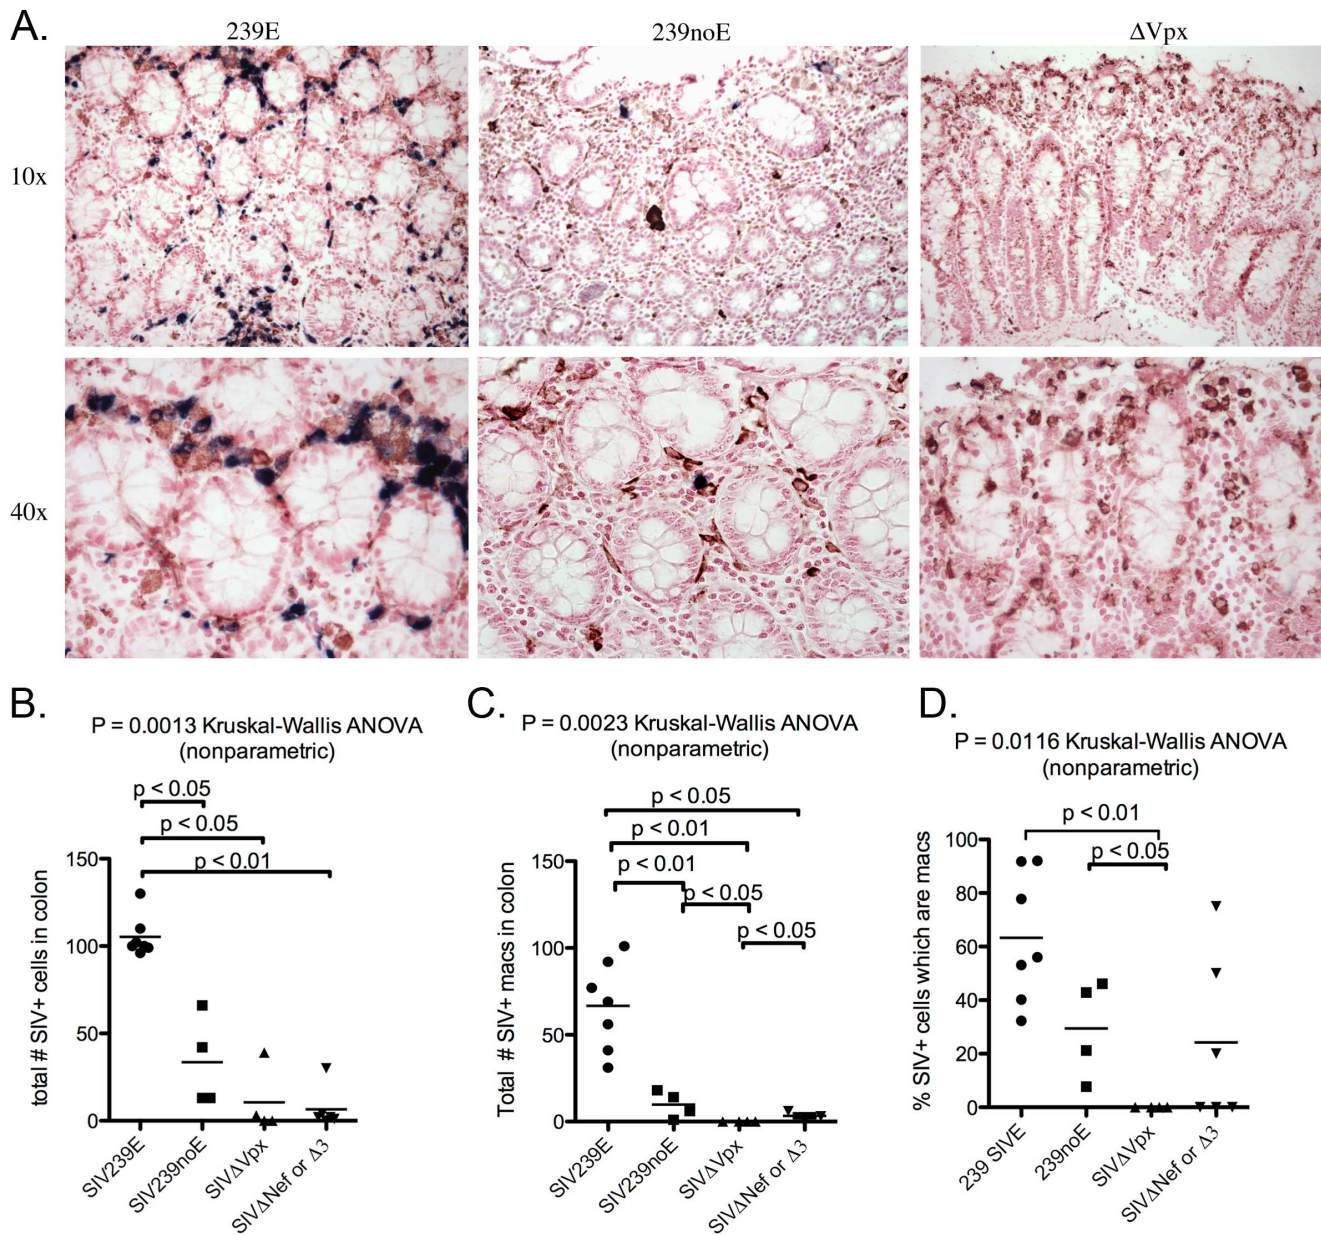 A.
239E
239noE
ΔVpx
10x
40x
B.
P = 0.0013 Kruskal-Wallis ANOVA
(nonparametric)
p < 0.05
p < 0.05
p < 0.01
total # SIV+ cells in colon
150
100
50
0
SIV239E
SIV239noE
SIVΔVpx
SIVΔNef or Δ3
C.
P = 0.0023 Kruskal-Wallis ANOVA
(nonparametric)
p < 0.05
p < 0.01
p < 0.01
p < 0.05
p < 0.05
Total # SIV+ macs in colon
150
100
50
0
SIV239E
SIV239noE
SIVΔVpx
SIVΔNef or Δ3
D.
P = 0.0116 Kruskal-Wallis ANOVA
(nonparametric)
p < 0.01
p < 0.05
% SIV+ cells which are macs
100
80
60
40
20
0
239 SIVE
239noE
SIVΔVpx
SIVΔNef or Δ3